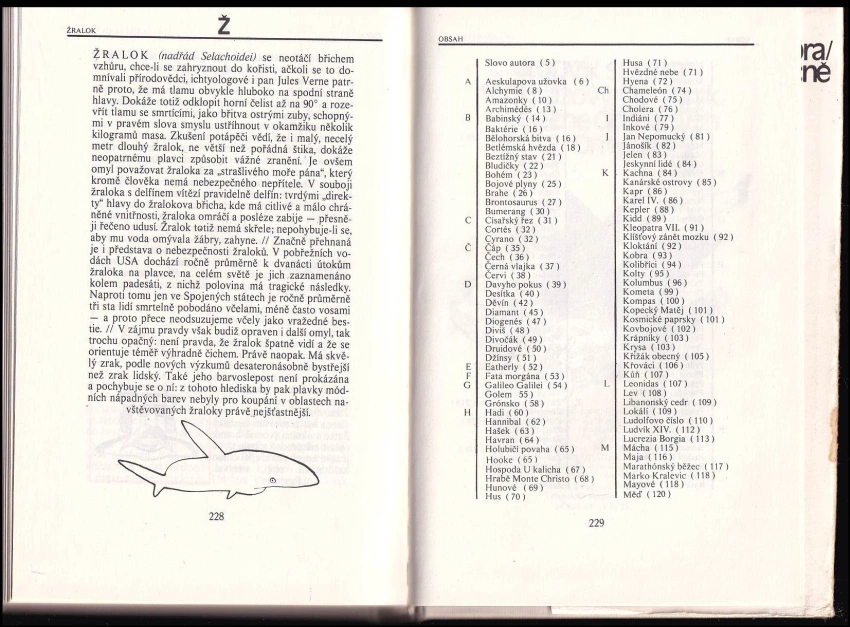 ŽRALOK
Ž
ŽRALOK (nadřád Selachoidei) se neotáčí břichem
vzhůru, chce-li se zahryznout do kořisti, ačkoli se to do-
mnívali přírodovědci, ichtyologové i pan Jules Verne patr-
ně proto, že má tlamu obvykle hluboko na spodní straně
hlavy. Dokáže totiž odklopit horní čelist až na 90° a roze-
vřít tlamu se smrtícími, jako břitva ostrými zuby, schopný-
mi v pravém slova smyslu ustřihnout v okamžiku několik
kilogramů masa. Zkušení potápěči vědí, že i malý, necelý
metr dlouhý žralok, ne větší než pořádná štika, dokáže
neopatrnému plavci způsobit vážné zranění. Je ovšem
omyl považovat žraloka za „strašlivého moře pána", který
kromě člověka nemá nebezpečného nepřítele. V souboji
žraloka s delfínem vítězí pravidelně delfín: tvrdými „direk-
ty" hlavy do žralokova břicha, kde má citlivé a málo chrá-
něné vnitřnosti, žraloka omráčí a posléze zabije — přesně-
ji řečeno udusí. Žralok totiž nemá skřele; nepohybuje-li se,
aby mu voda omývala žábry, zahyne. // Značně přehnaná
je i představa o nebezpečnosti žraloků. V pobřežních vo-
dách USA dochází ročně průměrně k dvanácti útokům
žraloka na plavce, na celém světě je jich zaznamenáno
kolem padesáti, z nichž polovina má tragické následky.
Naproti tomu jen ve Spojených státech je ročně průměrně
tři sta lidí smrtelně pobodáno včelami, méně často vosami
— a proto přece neodsuzujeme včely jako vražedné bes-
tie. // V zájmu pravdy však budiž opraven i další omyl, tak
trochu opačný: není pravda, že žralok špatně vidí a že se
orientuje téměř výhradně čichem. Právě naopak. Má skvě-
lý zrak, podle nových výzkumů desateronásobně bystřejší
než zrak lidský. Také jeho barvoslepost není prokázána
a pochybuje se o ní: z tohoto hlediska by pak plavky mód-
ních nápadných barev nebyly pro koupání v oblastech na-
vštěvovaných žraloky právě nejšťastnější.
228
OBSAH
Slovo autora ( 5 )
A Aeskulapova užovka ( 6 )
Alchymie ( 8 )
Amazonky ( 10 )
Archimédés ( 13 )
B Babinský ( 14 )
Baktérie ( 16 )
Bělohorská bitva ( 16 )
Betlémská hvězda ( 18 )
Beztížný stav ( 21 )
Bludičky ( 22 )
Bohém ( 23 )
Bojové plyny ( 25 )
Brahe ( 26 )
Brontosaurus ( 27 )
Bumerang ( 30 )
C Císařský řez ( 31 )
Cortés ( 32 )
Cyrano ( 32 )
Č Čáp ( 35 )
Čech ( 36 )
Černá vlajka ( 37 )
Červi ( 38 )
D Davyho pokus ( 39 )
Desítka ( 40 )
Děvín ( 42 )
Diamant ( 45 )
Diogenés ( 47 )
Diviš ( 48 )
Divočák ( 49 )
Druidové ( 50 )
Džínsy ( 51 )
E Eatherly ( 52 )
F Fata morgána ( 53 )
G Galileo Galilei ( 54 )
Golem 55 )
Grónsko ( 58 )
H Hadi ( 60 )
Hannibal ( 62 )
Hašek ( 63 )
Havran ( 64 )
Holubičí povaha ( 65 )
Hooke ( 65 )
Hospoda U kalicha ( 67 )
Hrabě Monte Christo ( 68 )
Hunové ( 69 )
Hus ( 70 )
Husa ( 71 )
Hvězdné nebe ( 71 )
Hyena ( 72 )
Ch Chameleón ( 74 )
Chodové ( 75 )
Cholera ( 76 )
I Indiáni ( 77 )
Inkové ( 79 )
J Jan Nepomucký ( 81 )
Jánošík ( 82 )
Jelen ( 83 )
Jeskynní lidé ( 84 )
K Kachna ( 84 )
Kanárské ostrovy ( 85 )
Kapr ( 86 )
Karel IV. ( 86 )
Kepler ( 88 )
Kidd ( 89 )
Kleopatra VII. ( 91 )
Klíšťový zánět mozku ( 92 )
Kloktání ( 92 )
Kobra ( 93 )
Kolibříci ( 94 )
Kolty ( 95 )
Kolumbus ( 96 )
Kometa ( 99 )
Kompas ( 100 )
Kopecký Matěj ( 101 )
Kosmické paprsky ( 101 )
Kovbojové ( 102 )
Krápníky ( 103 )
Krysa ( 103 )
Křižák obecný ( 105 )
Křováci ( 106 )
Kůň ( 107 )
L Leonidas ( 107 )
Lev ( 108 )
Libanonský cedr ( 109 )
Lokálí ( 109 )
Ludolfovo číslo ( 110 )
Ludvík XIV. ( 112 )
Lucrezia Borgia ( 113 )
M Mácha ( 115 )
Maja ( 116 )
Marathónský běžec ( 117 )
Marko Kralevic ( 118 )
Mayové ( 118 )
Měď ( 120 )
229